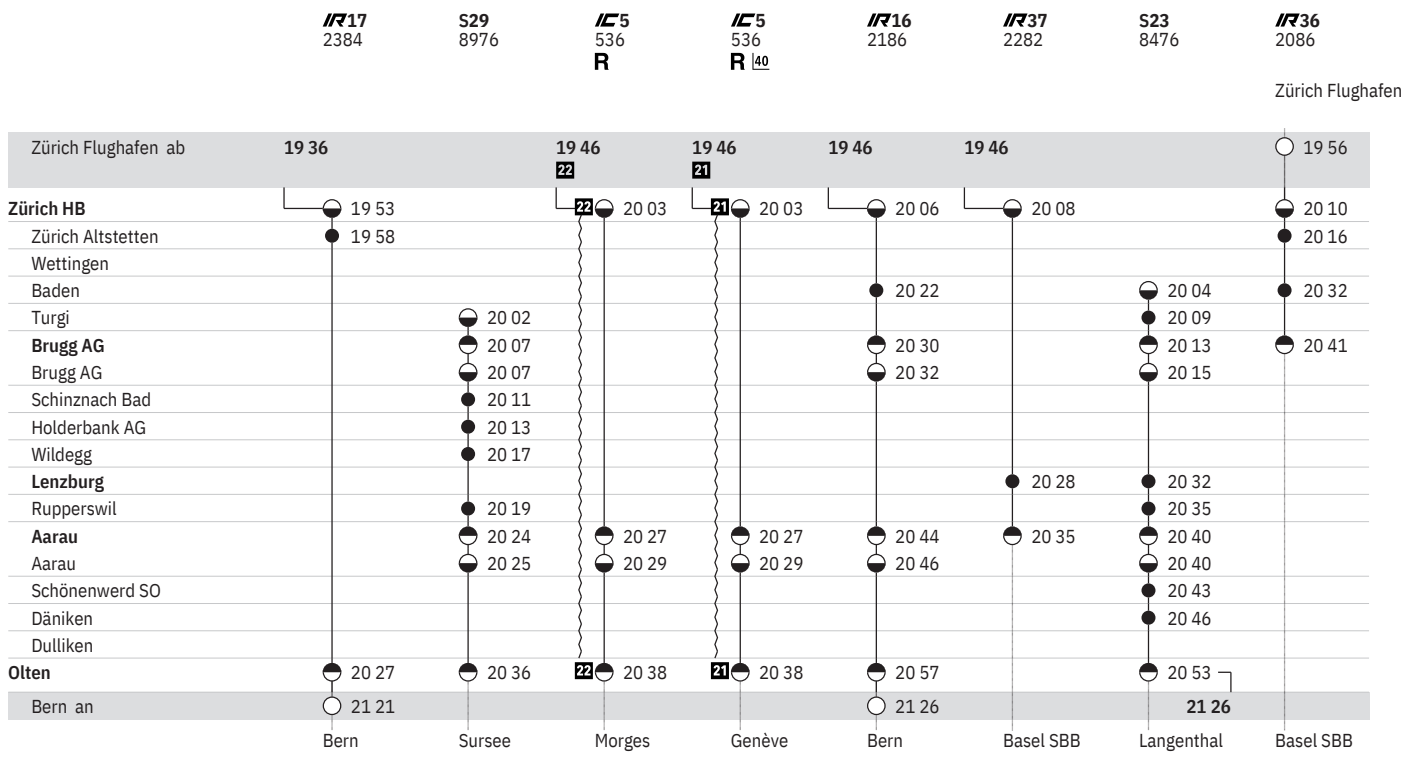 IR17 S29 IC5 IC5 IR16 IR37 S23 IR36
2384 8976 536 536 2186 2282 8476 2086
R R 40
Zürich Flughafen
Zürich Flughafen ab 19 36 19 46 19 46 19 46 19 46 19 56
22 21
Zürich HB 19 53 22 20 03 21 20 03 20 06 20 08 20 10
Zürich Altstetten 19 58 20 16
Wettingen
Baden 20 22 20 04 20 32
Turgi 20 02 20 09
Brugg AG 20 07 20 30 20 13 20 41
Brugg AG 20 07 20 32 20 15
Schinznach Bad 20 11
Holderbank AG 20 13
Wildegg 20 17
Lenzburg 20 28 20 32
Rupperswil 20 19 20 35
Aarau 20 24 20 27 20 27 20 44 20 35 20 40
Aarau 20 25 20 29 20 29 20 46 20 40
Schönenwerd SO 20 43
Däniken 20 46
Dulliken
Olten 20 27 20 36 22 20 38 21 20 38 20 57 20 53
Bern an 21 21 21 26 21 26
Bern Sursee Morges Genève Bern Basel SBB Langenthal Basel SBB